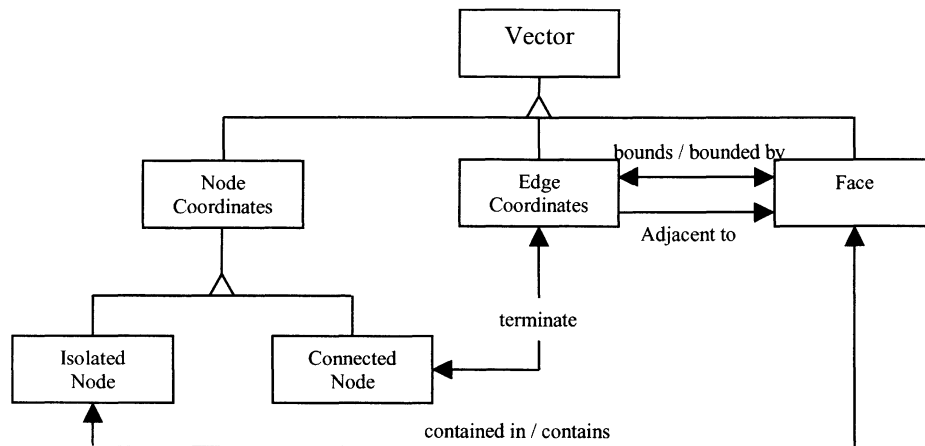 Vector
bounds / bounded by
Node
Coordinates
Edge
Coordinates
Face
Adjacent to
terminate
Isolated
Node
Connected
Node
contained in / contains